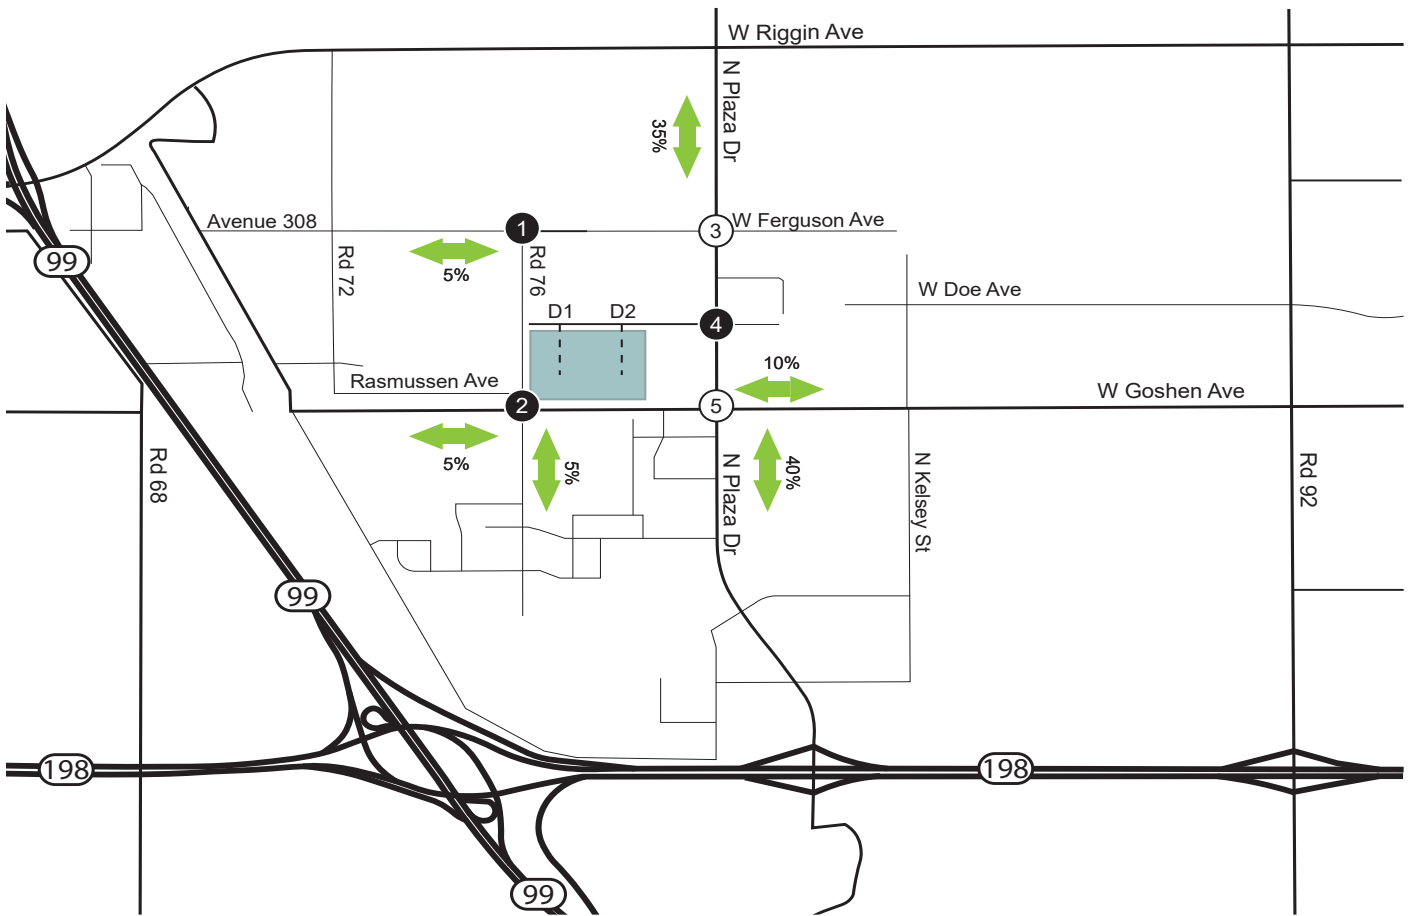 W Riggin Ave
N Plaza Dr
35%
Avenue 308
1
3
W Ferguson Ave
99
Rd 72
5%
Rd 76
W Doe Ave
D1
D2
4
Rasmussen Ave
10%
2
5
W Goshen Ave
5%
5%
40%
Rd 68
N Plaza Dr
N Kelsey St
Rd 92
99
198
198
99